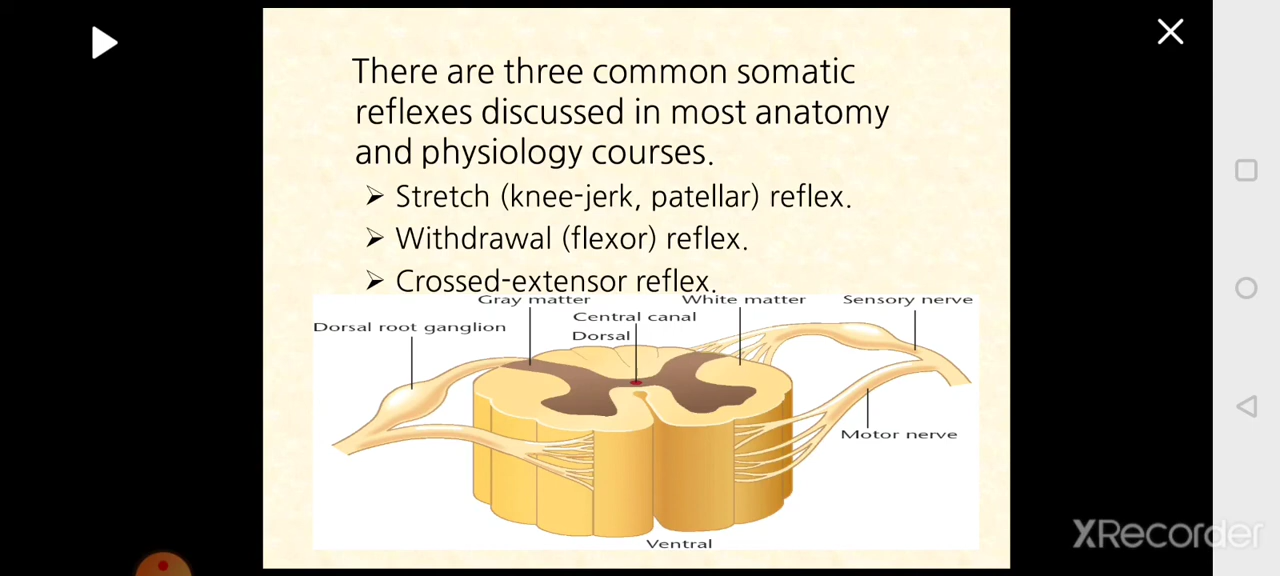 There are three common somatic
reflexes discussed in most anatomy
and physiology courses.
➢ Stretch (knee-jerk, patellar) reflex.
➢ Withdrawal (flexor) reflex.
➢ Crossed-extensor reflex.
Gray matter
White matter
Sensory nerve
Central canal
Dorsal root ganglion
Dorsal
Motor nerve
Ventral
XRecorder